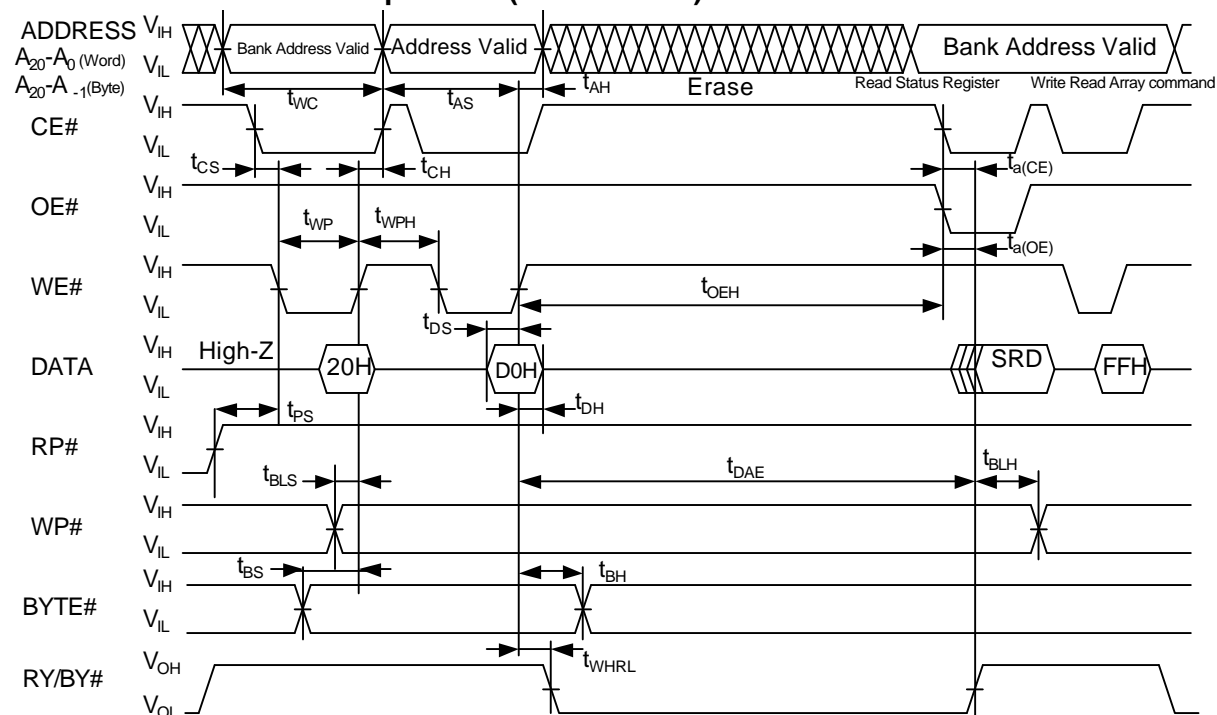 ADDRESS VIH
A20-A0 (Word) VIL
A20-A -1(Byte)
Bank Address Valid
Address Valid
Bank Address Valid
tWC
tAS
tAH
Erase
Read Status Register
Write Read Array command
CE#
VIH
VIL
tCS
tCH
ta(CE)
OE#
VIH
VIL
tWP
tWPH
ta(OE)
WE#
VIH
VIL
tOEH
tDS
DATA
VIH
VIL
High-Z
20H
D0H
SRD
FFH
tPS
tDH
RP#
VIH
VIL
tBLS
tDAE
tBLH
WP#
VIH
VIL
tBS
tBH
BYTE#
VIH
VIL
tWHRL
RY/BY#
VOH
VOL